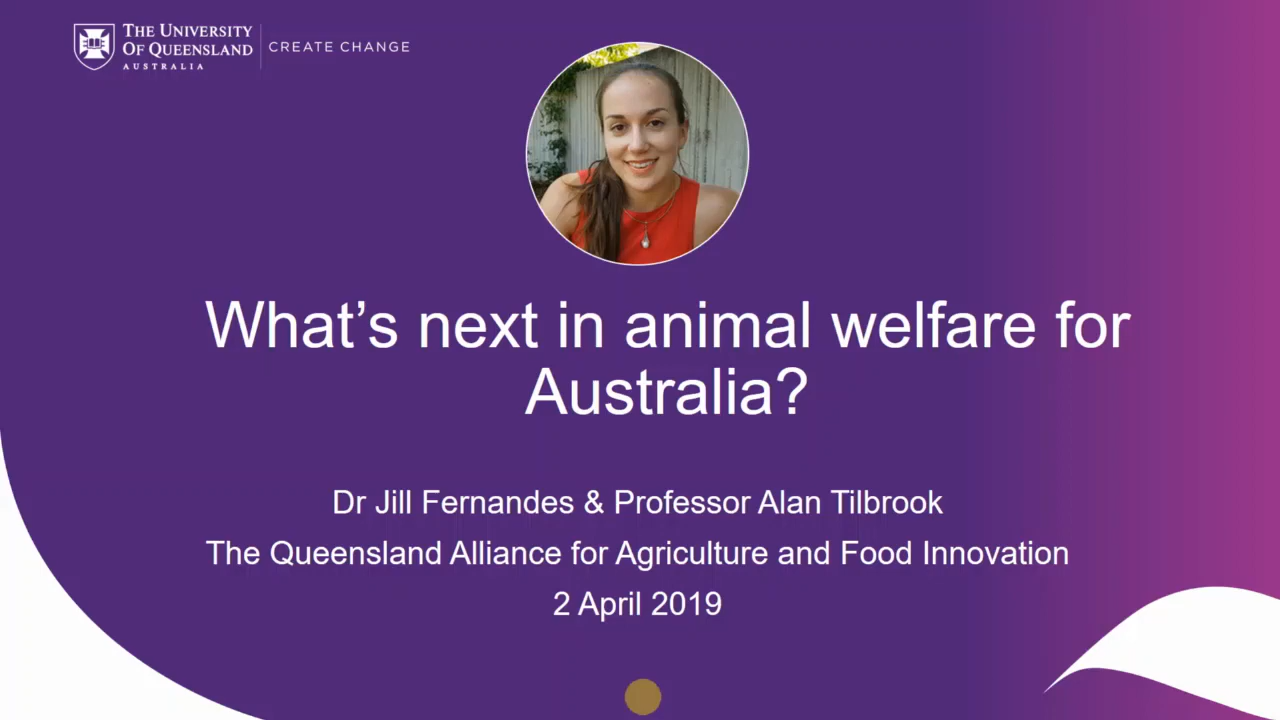 THE UNIVERSITY
OF QUEENSLAND
AUSTRALIA
CREATE CHANGE
What's next in animal welfare for
Australia?
Dr Jill Fernandes & Professor Alan Tilbrook
The Queensland Alliance for Agriculture and Food Innovation
2 April 2019